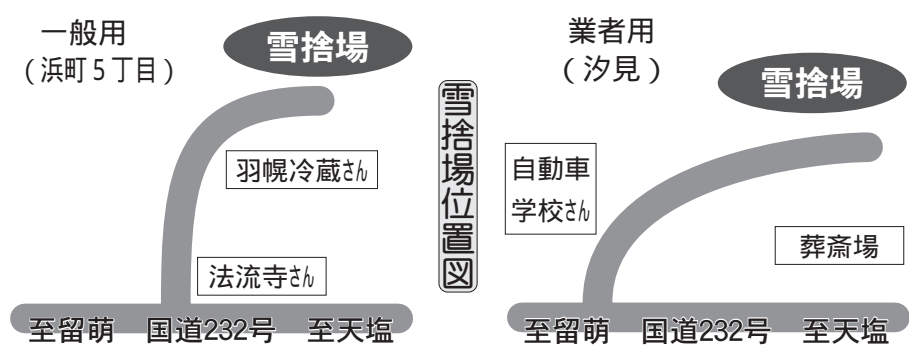 一般用
（浜町５丁目）
雪捨場
羽幌冷蔵さん
法流寺さん
至留萌　国道232号　至天塩
雪捨場位置図
業者用
（汐見）
雪捨場
自動車
学校さん
葬斎場
至留萌　国道232号　至天塩